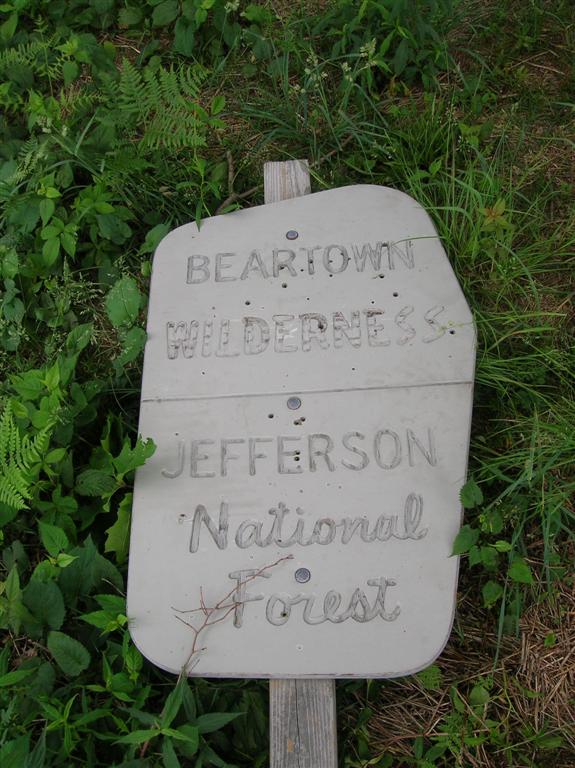 BEARTOWN
WILDERNESS
JEFFERSON
National
Forest